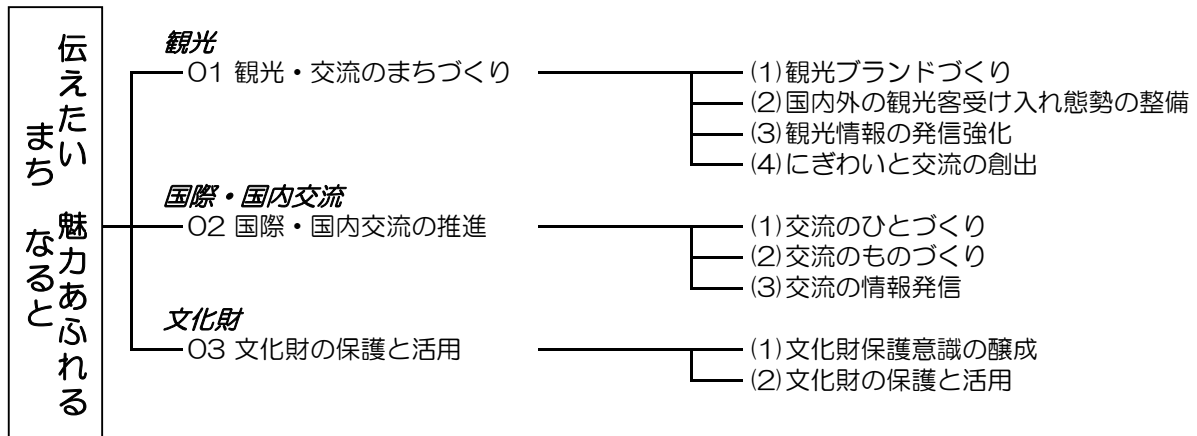 伝えたい　魅力あふれる
まち　なると
観光
01 観光・交流のまちづくり
(1)観光ブランドづくり
(2)国内外の観光客受け入れ態勢の整備
(3)観光情報の発信強化
(4)にぎわいと交流の創出
国際・国内交流
02 国際・国内交流の推進
(1)交流のひとづくり
(2)交流のものづくり
(3)交流の情報発信
文化財
03 文化財の保護と活用
(1)文化財保護意識の醸成
(2)文化財の保護と活用